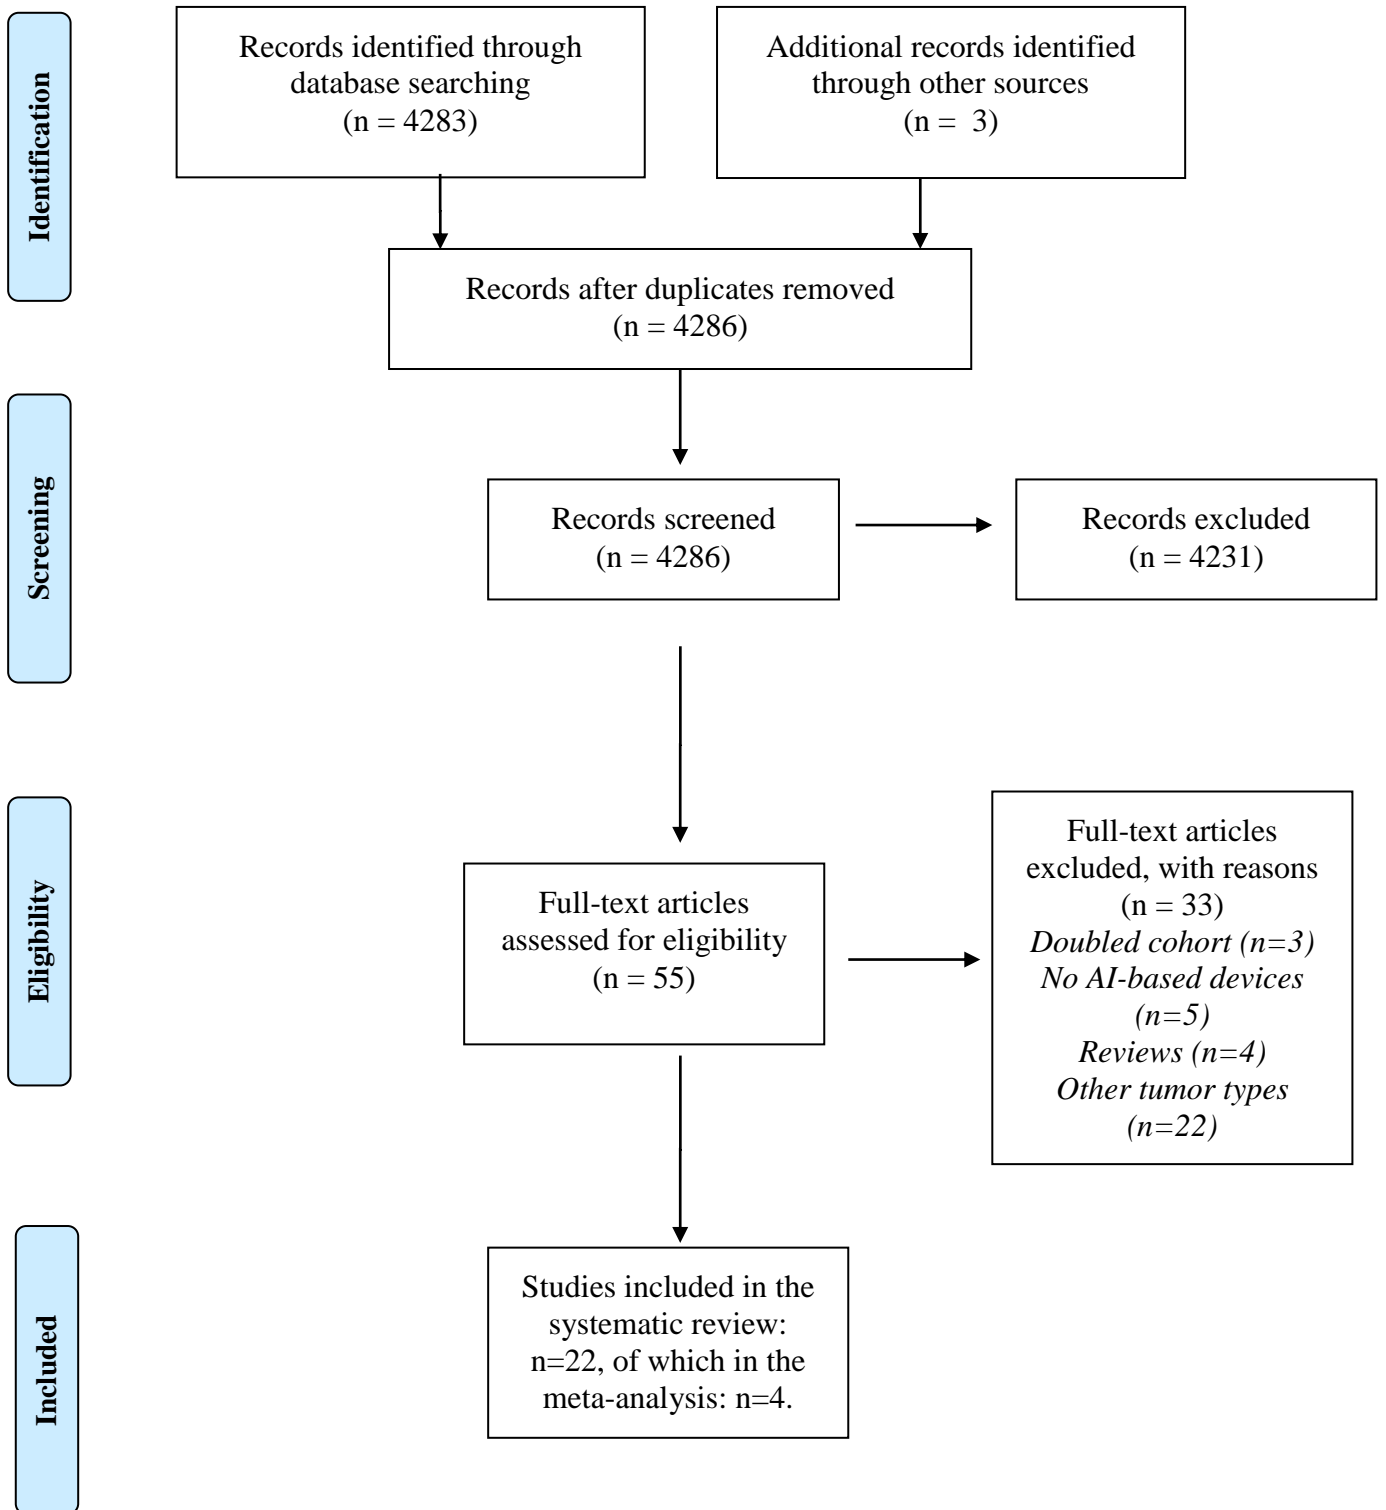 Identification
Records identified through
database searching
(n = 4283)
Additional records identified
through other sources
(n = 3)
Records after duplicates removed
(n = 4286)
Screening
Records screened
(n = 4286)
Records excluded
(n = 4231)
Eligibility
Full-text articles
assessed for eligibility
(n = 55)
Full-text articles
excluded, with reasons
(n = 33)
Doubled cohort (n=3)
No AI-based devices
(n=5)
Reviews (n=4)
Other tumor types
(n=22)
Included
Studies included in the
systematic review:
n=22, of which in the
meta-analysis: n=4.